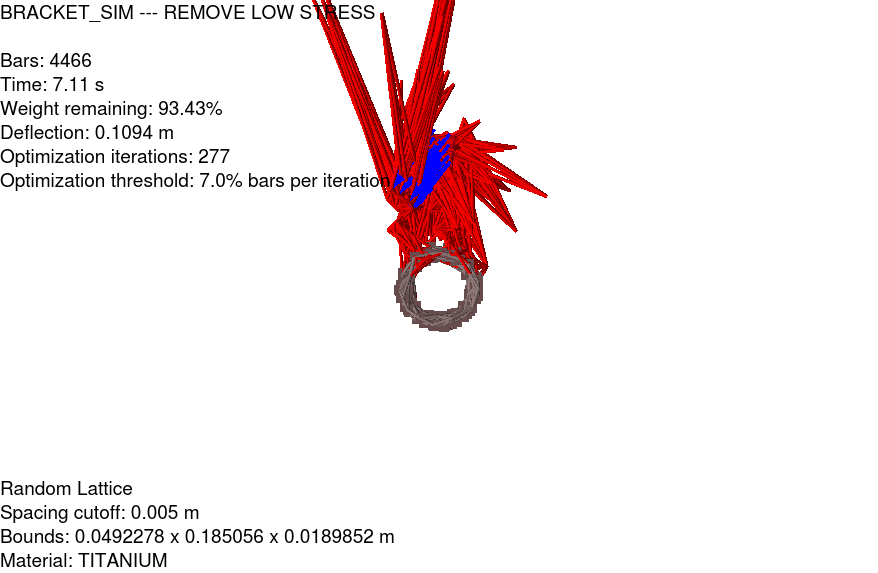 BRACKET_SIM --- REMOVE LOW STRESS
Bars: 4466
Time: 7.11 s
Weight remaining: 93.43%
Deflection: 0.1094 m
Optimization iterations: 277
Optimization threshold: 7.0% bars per iteration
Random Lattice
Spacing cutoff: 0.005 m
Bounds: 0.0492278 x 0.185056 x 0.0189852 m
Material: TITANIUM